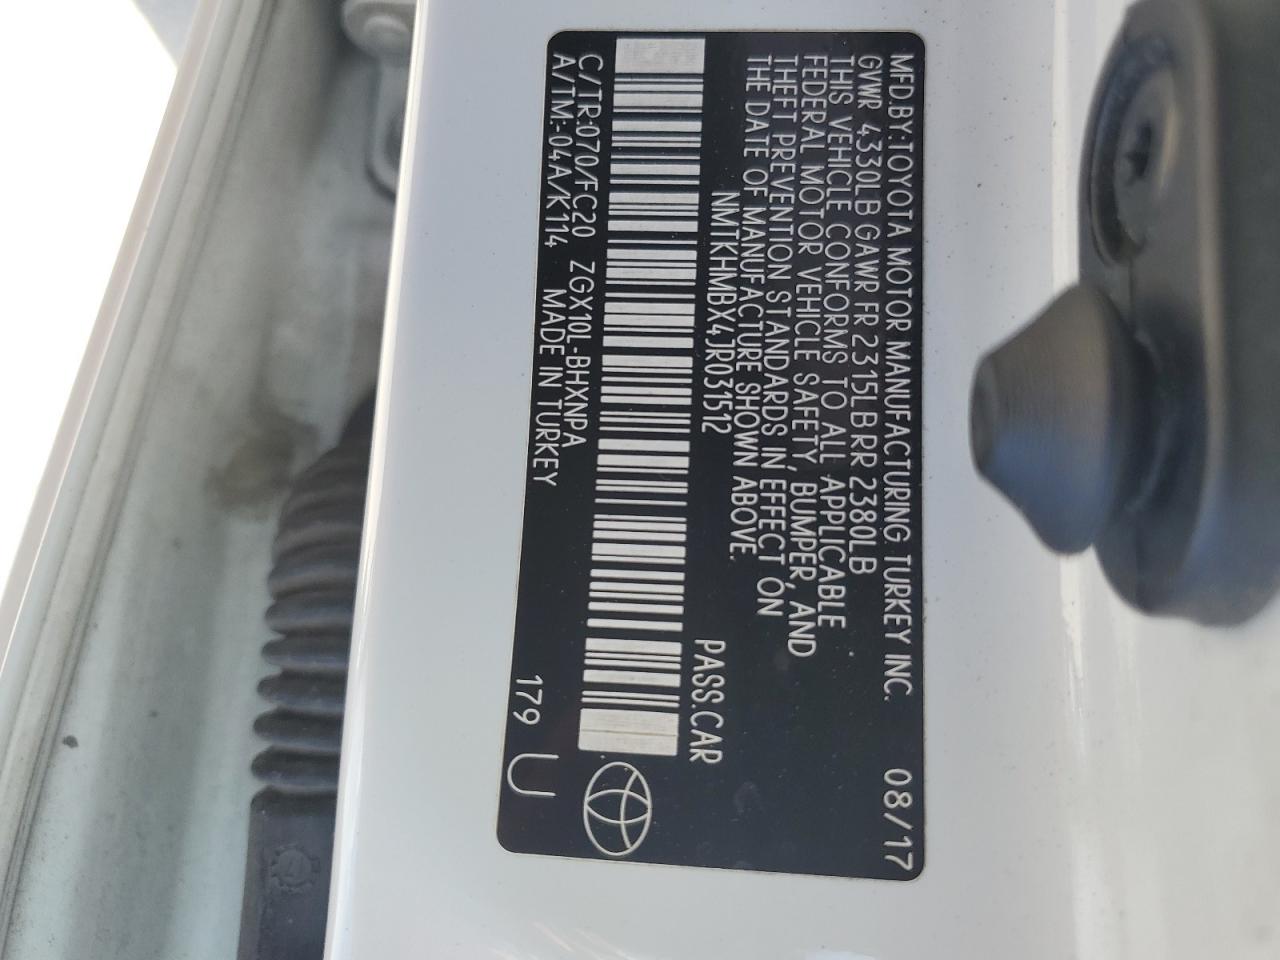 MFD.BY:TOYOTA MOTOR MANUFACTURING TURKEY INC. 08/17
GVWR 4330LB GAWR FR 2315LB RR 2380LB
THIS VEHICLE CONFORMS TO ALL APPLICABLE
FEDERAL MOTOR VEHICLE SAFETY, BUMPER, AND
THEFT PREVENTION STANDARDS IN EFFECT ON
THE DATE OF MANUFACTURE SHOWN ABOVE.
NMTKHMBX4JR031512 PASS.CAR
C/TR:070/FC20 ZGX10L-BHXNPA
A/TM:-04A/K114 MADE IN TURKEY 179 U